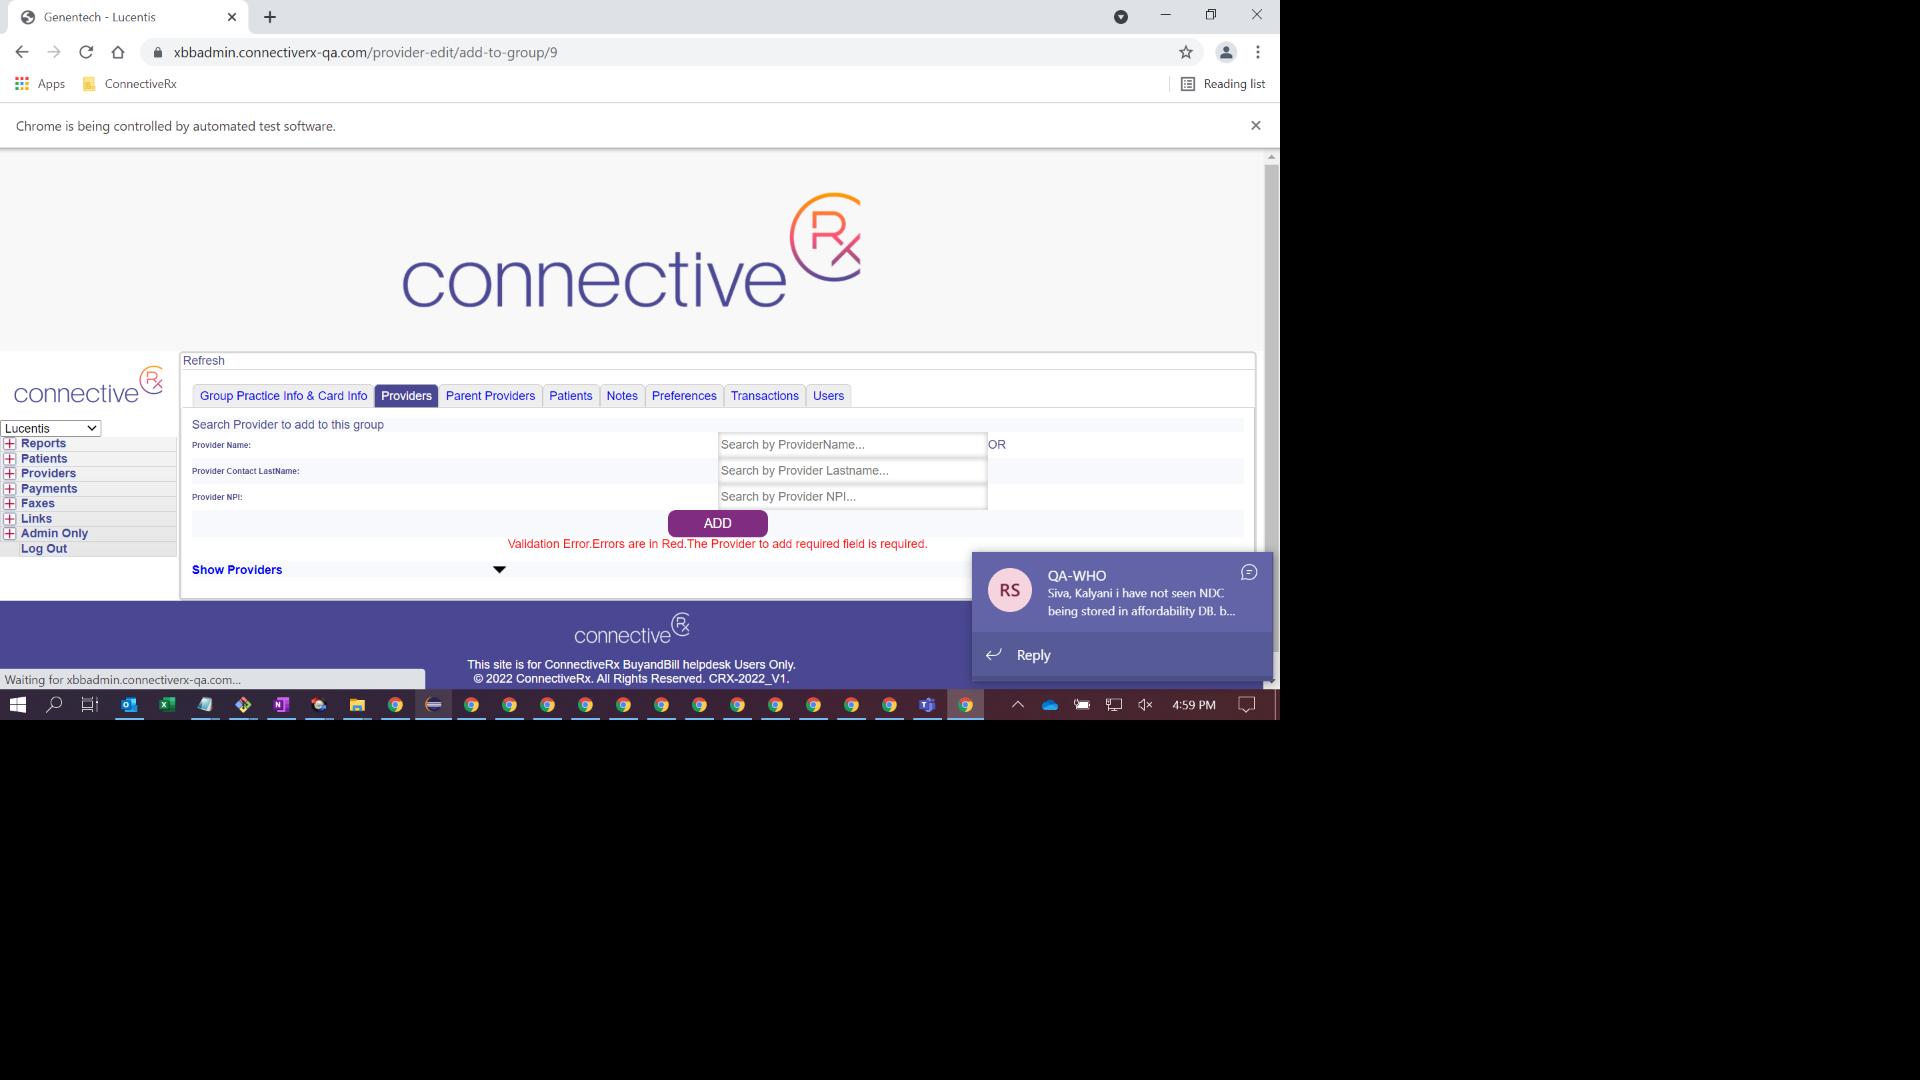 Genentech - Lucentis
xbbadmin.connectiverx-qa.com/provider-edit/add-to-group/9
Apps
ConnectiveRx
Reading list
Chrome is being controlled by automated test software.
connective Rx
Refresh
connective Rx
Group Practice Info & Card Info
Providers
Parent Providers
Patients
Notes
Preferences
Transactions
Users
Lucentis
Reports
Patients
Providers
Payments
Faxes
Links
Admin Only
Log Out
Search Provider to add to this group
Provider Name:
Search by ProviderName...
OR
Provider Contact LastName:
Search by Provider Lastname...
Provider NPI:
Search by Provider NPI...
ADD
Validation Error.Errors are in Red.The Provider to add required field is required.
Show Providers
RS
QA-WHO
Siva, Kalyani i have not seen NDC
being stored in affordability DB. b...
Reply
connective Rx
This site is for ConnectiveRx BuyandBill helpdesk Users Only.
© 2022 ConnectiveRx. All Rights Reserved. CRX-2022_V1.
Waiting for xbbadmin.connectiverx-qa.com...
4:59 PM